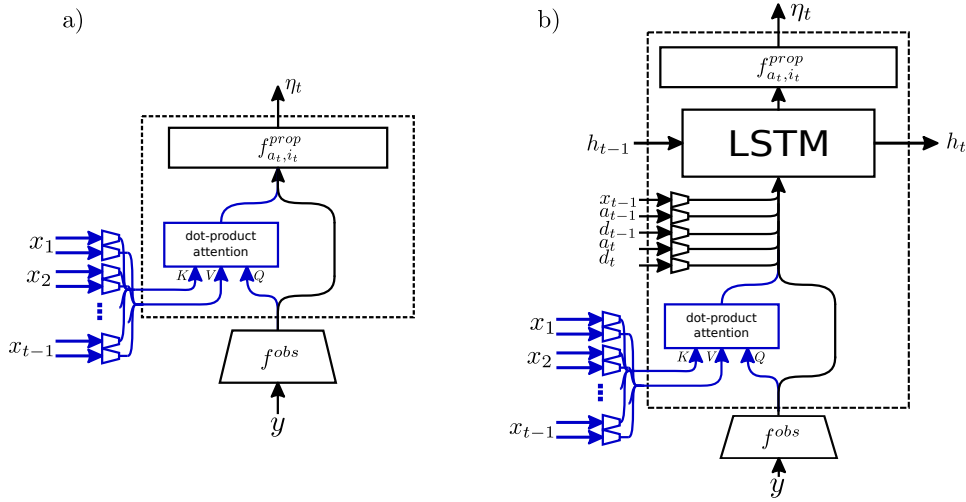 a)
η_t
f^{prop}_{a_t,i_t}
dot-product
attention
K V Q
x_1
x_2
...
x_{t-1}
f^{obs}
y
b)
η_t
f^{prop}_{a_t,i_t}
h_{t-1}
LSTM
h_t
x_{t-1}
a_{t-1}
d_{t-1}
a_t
d_t
dot-product
attention
K V Q
x_1
x_2
...
x_{t-1}
f^{obs}
y